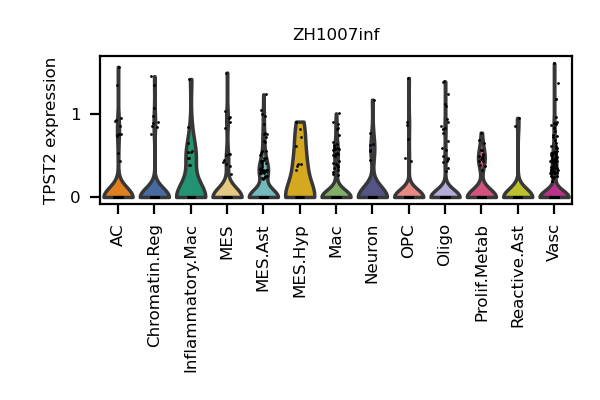 ZH1007inf
TPST2 expression
1
0
AC
Chromatin.Reg
Inflammatory.Mac
MES
MES.Ast
MES.Hyp
Mac
Neuron
OPC
Oligo
Prolif.Metab
Reactive.Ast
Vasc